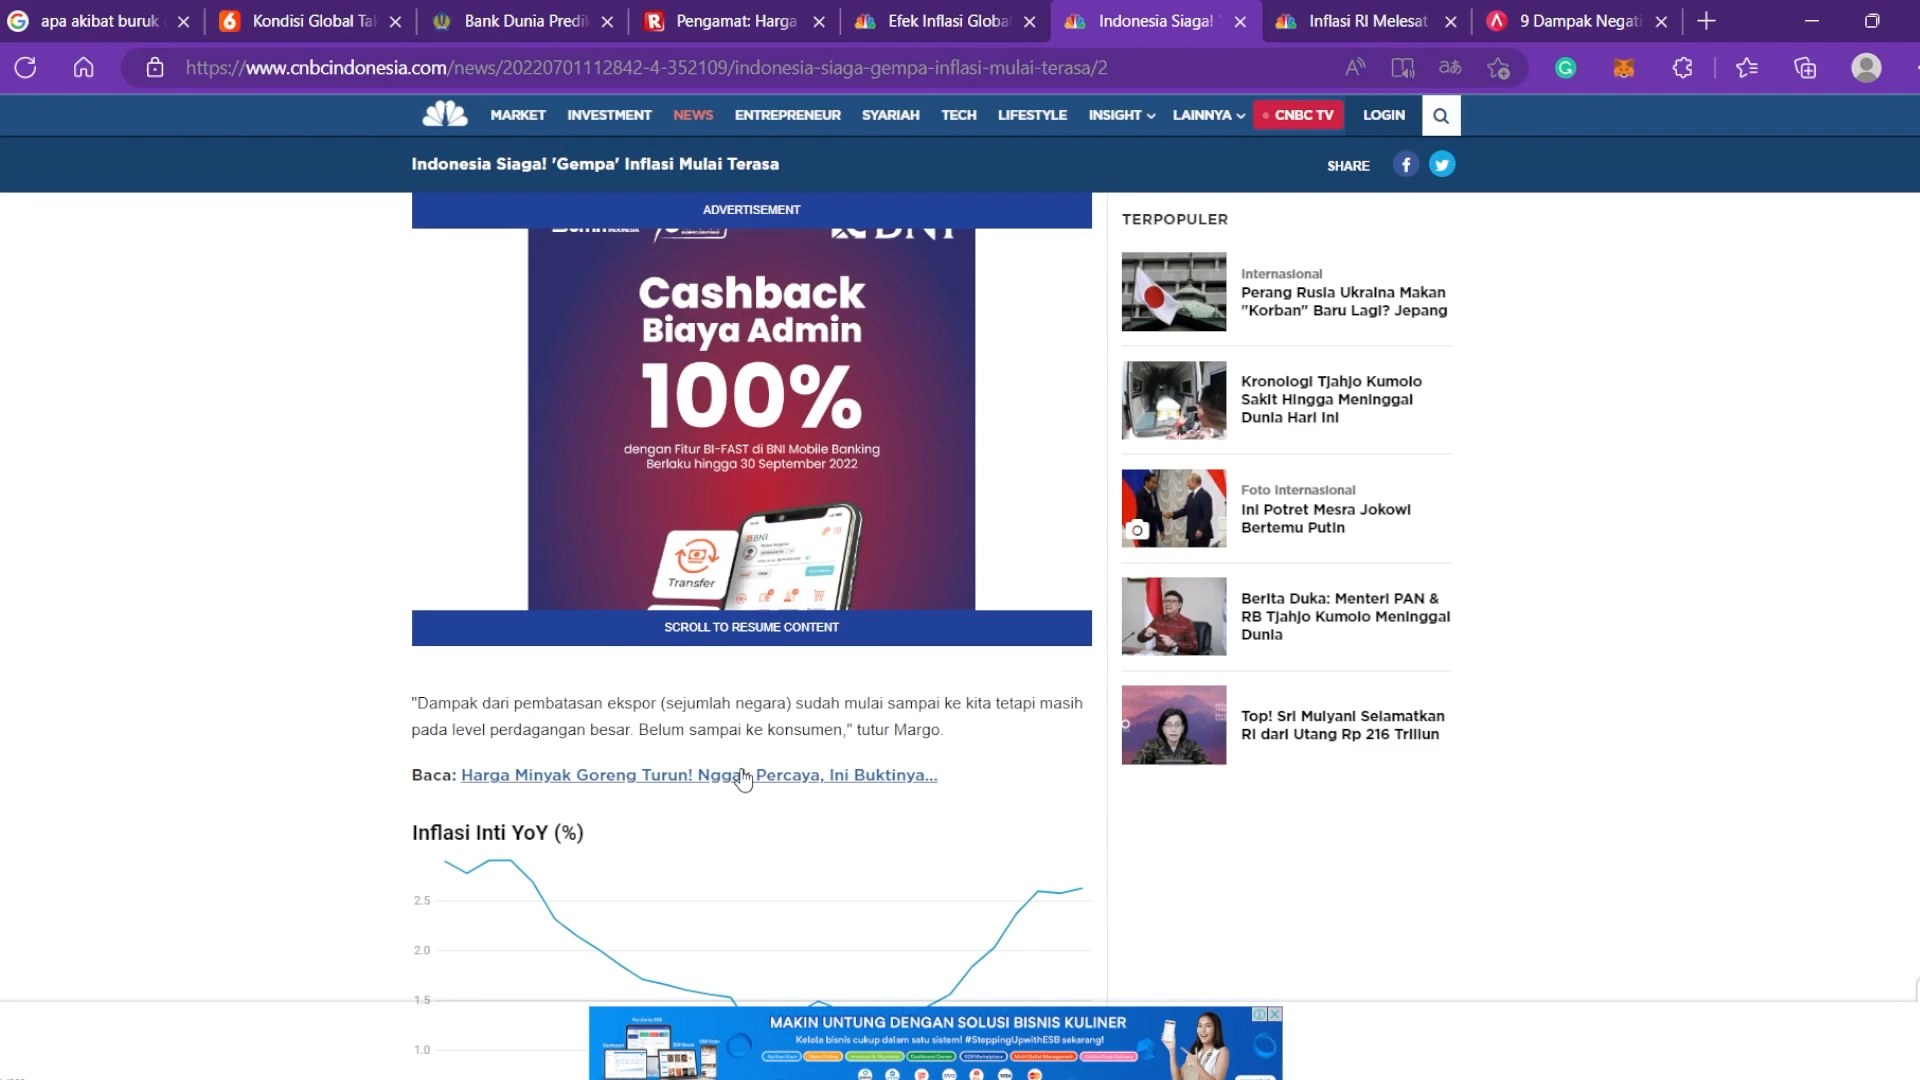 apa akibat buruk
Kondisi Global Tak
Bank Dunia Predi
Pengamat: Harga
Efek Inflasi Globa
Indonesia Siaga! '
Inflasi RI Melesat
9 Dampak Negati
https://www.cnbcindonesia.com/news/20220701112842-4-352109/indonesia-siaga-gempa-inflasi-mulai-terasa/2
MARKET INVESTMENT NEWS ENTREPRENEUR SYARIAH TECH LIFESTYLE INSIGHT LAINNYA CNBC TV LOGIN
Indonesia Siaga! 'Gempa' Inflasi Mulai Terasa
SHARE
ADVERTISEMENT
BNI
Cashback
Biaya Admin
100%
dengan Fitur BI-FAST di BNI Mobile Banking
Berlaku hingga 30 September 2022
BNI
Transfer
SCROLL TO RESUME CONTENT
"Dampak dari pembatasan ekspor (sejumlah negara) sudah mulai sampai ke kita tetapi masih
pada level perdagangan besar. Belum sampai ke konsumen," tutur Margo.
Baca: Harga Minyak Goreng Turun! Nggak Percaya, Ini Buktinya...
Inflasi Inti YoY (%)
2.5
2.0
1.5
1.0
TERPOPULER
Internasional
Perang Rusia Ukraina Makan
"Korban" Baru Lagi? Jepang
Kronologi Tjahjo Kumolo
Sakit Hingga Meninggal
Dunia Hari Ini
Foto Internasional
Ini Potret Mesra Jokowi
Bertemu Putin
Berita Duka: Menteri PAN &
RB Tjahjo Kumolo Meninggal
Dunia
Top! Sri Mulyani Selamatkan
RI dari Utang Rp 216 Triliun
MAKIN UNTUNG DENGAN SOLUSI BISNIS KULINER
Kelola bisnis cukup dalam satu sistem! #SteppingUpwithESB sekarang!